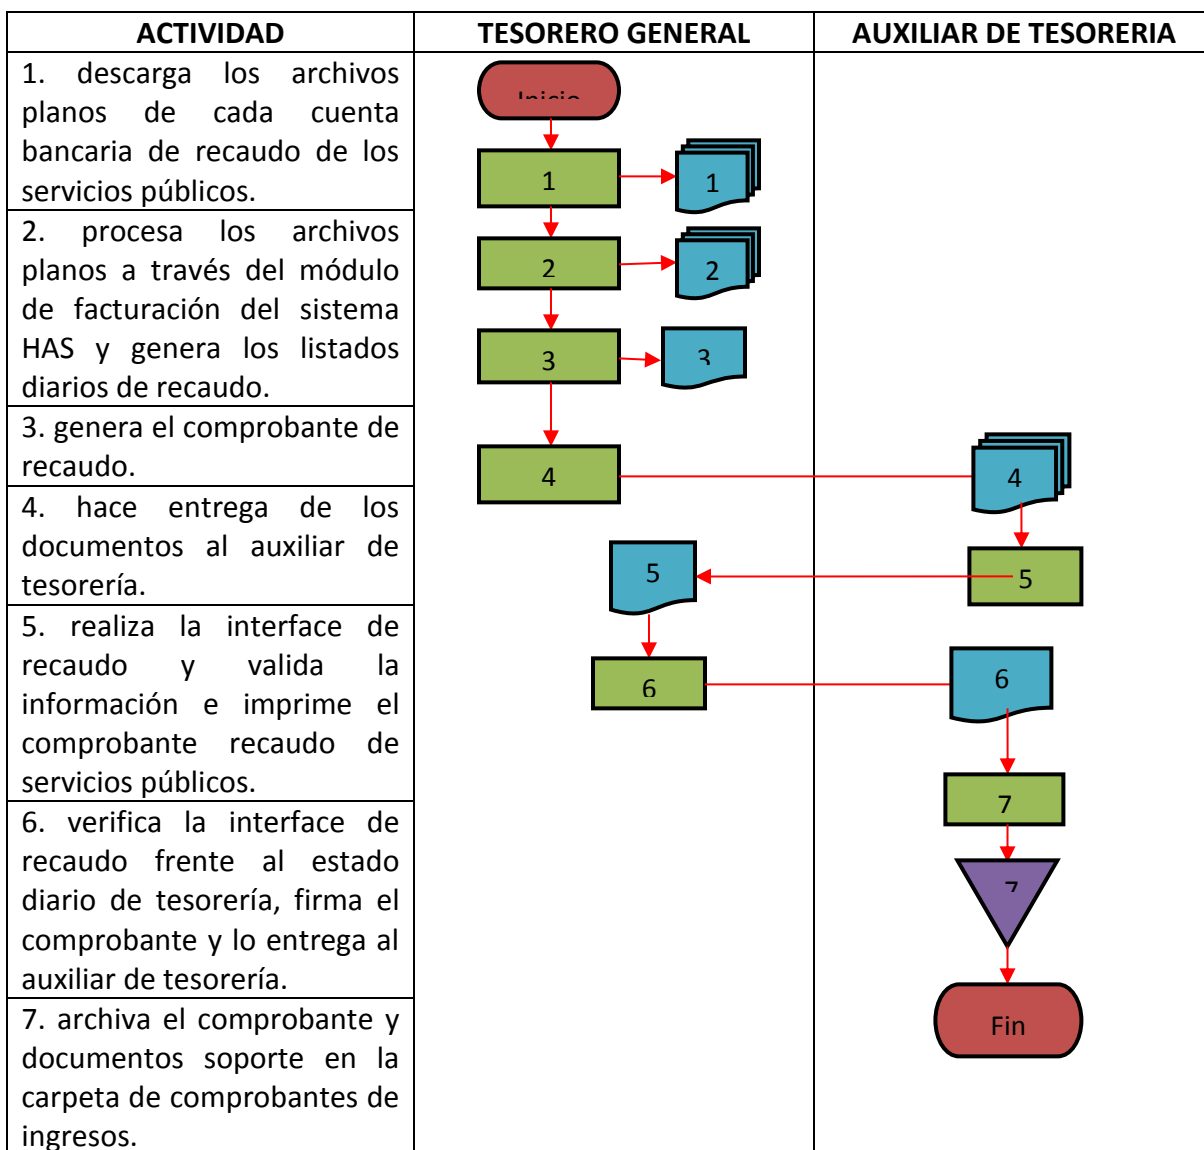 ACTIVIDAD
TESORERO GENERAL
AUXILIAR DE TESORERIA
1. descarga los archivos
planos de cada cuenta
bancaria de recaudo de los
servicios públicos.
2. procesa los archivos
planos a través del módulo
de facturación del sistema
HAS y genera los listados
diarios de recaudo.
3. genera el comprobante de
recaudo.
4. hace entrega de los
documentos al auxiliar de
tesorería.
5. realiza la interface de
recaudo y valida la
información e imprime el
comprobante recaudo de
servicios públicos.
6. verifica la interface de
recaudo frente al estado
diario de tesorería, firma el
comprobante y lo entrega al
auxiliar de tesorería.
7. archiva el comprobante y
documentos soporte en la
carpeta de comprobantes de
ingresos.
Inicio
1
1
2
2
3
3
4
4
5
5
6
6
7
7
Fin